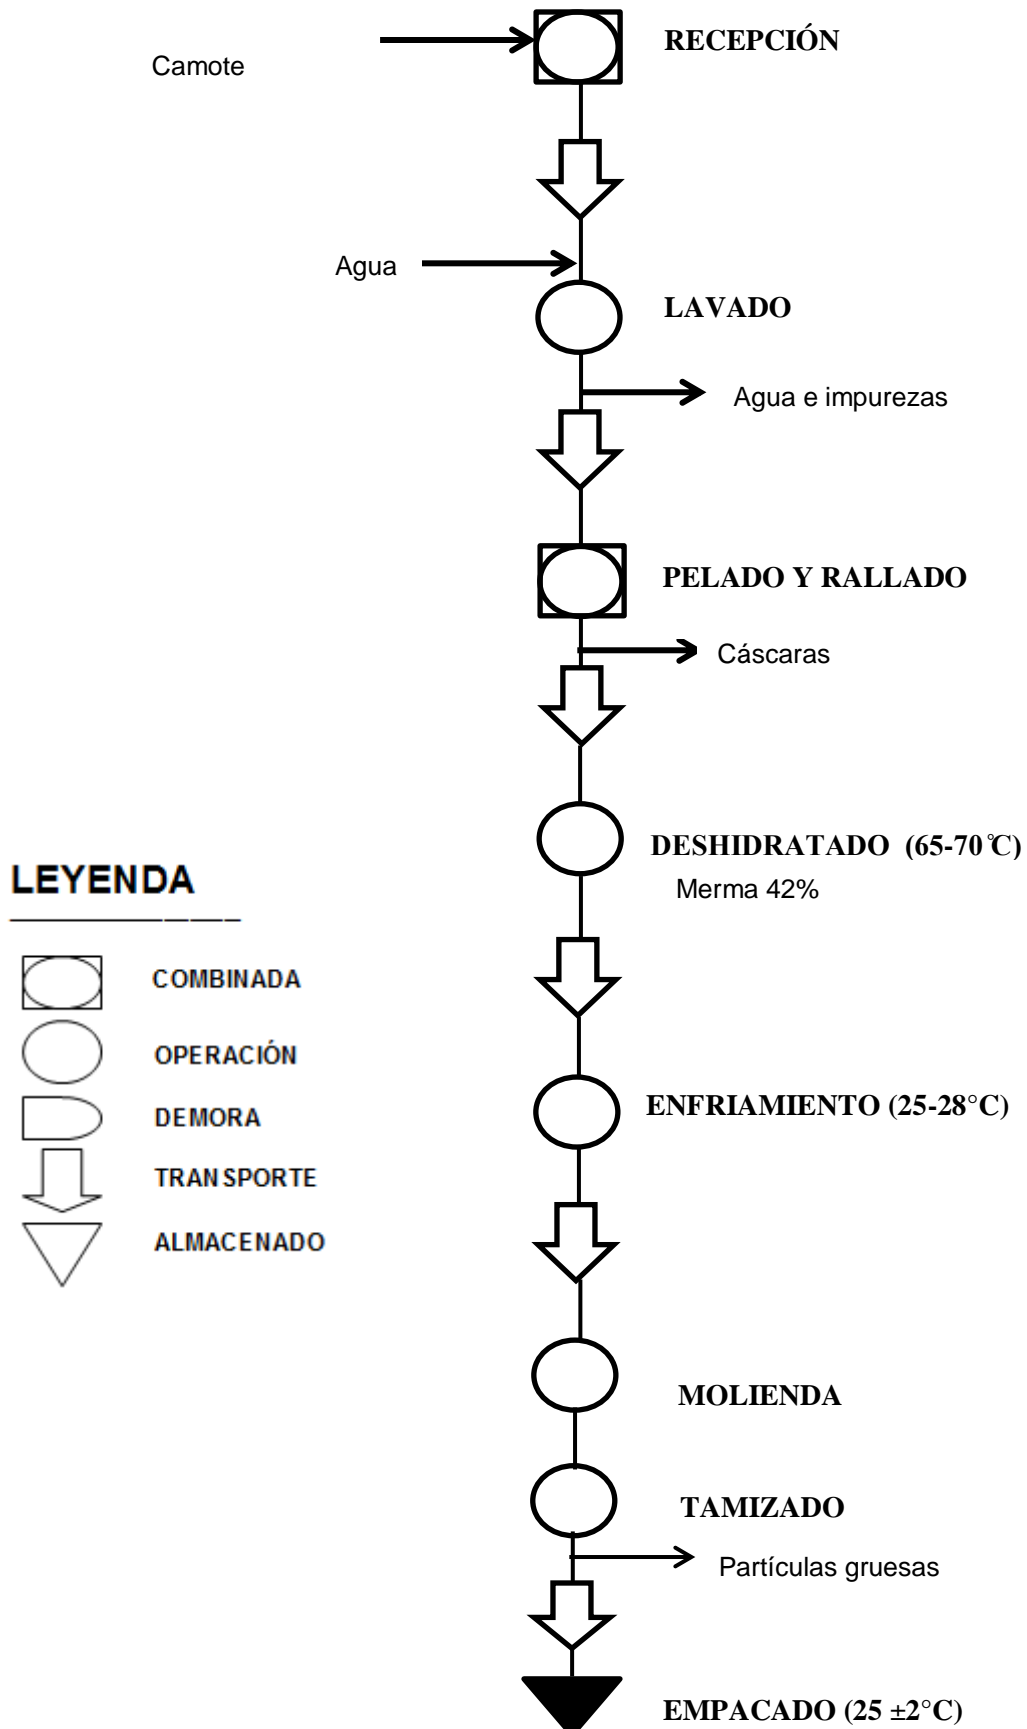 RECEPCIÓN
Camote
Agua
LAVADO
Agua e impurezas
PELADO Y RALLADO
Cáscaras
DESHIDRATADO (65-70°C)
Merma 42%
LEYENDA
COMBINADA
OPERACIÓN
DEMORA
TRANSPORTE
ALMACENADO
ENFRIAMIENTO (25-28°C)
MOLIENDA
TAMIZADO
Partículas gruesas
EMPACADO (25 ±2°C)